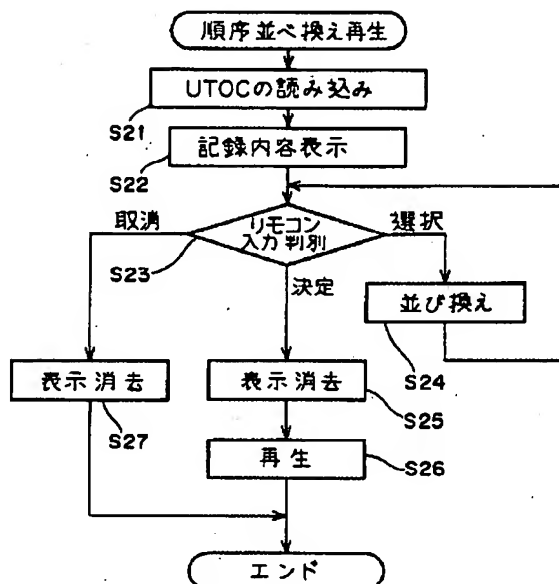 順序並べ換え再生
UTOCの読み込み
S21
記録内容表示
S22
取消
リモコン
入力判別
選択
S23
決定
並び換え
S24
表示消去
表示消去
S27
S25
再生
S26
エンド